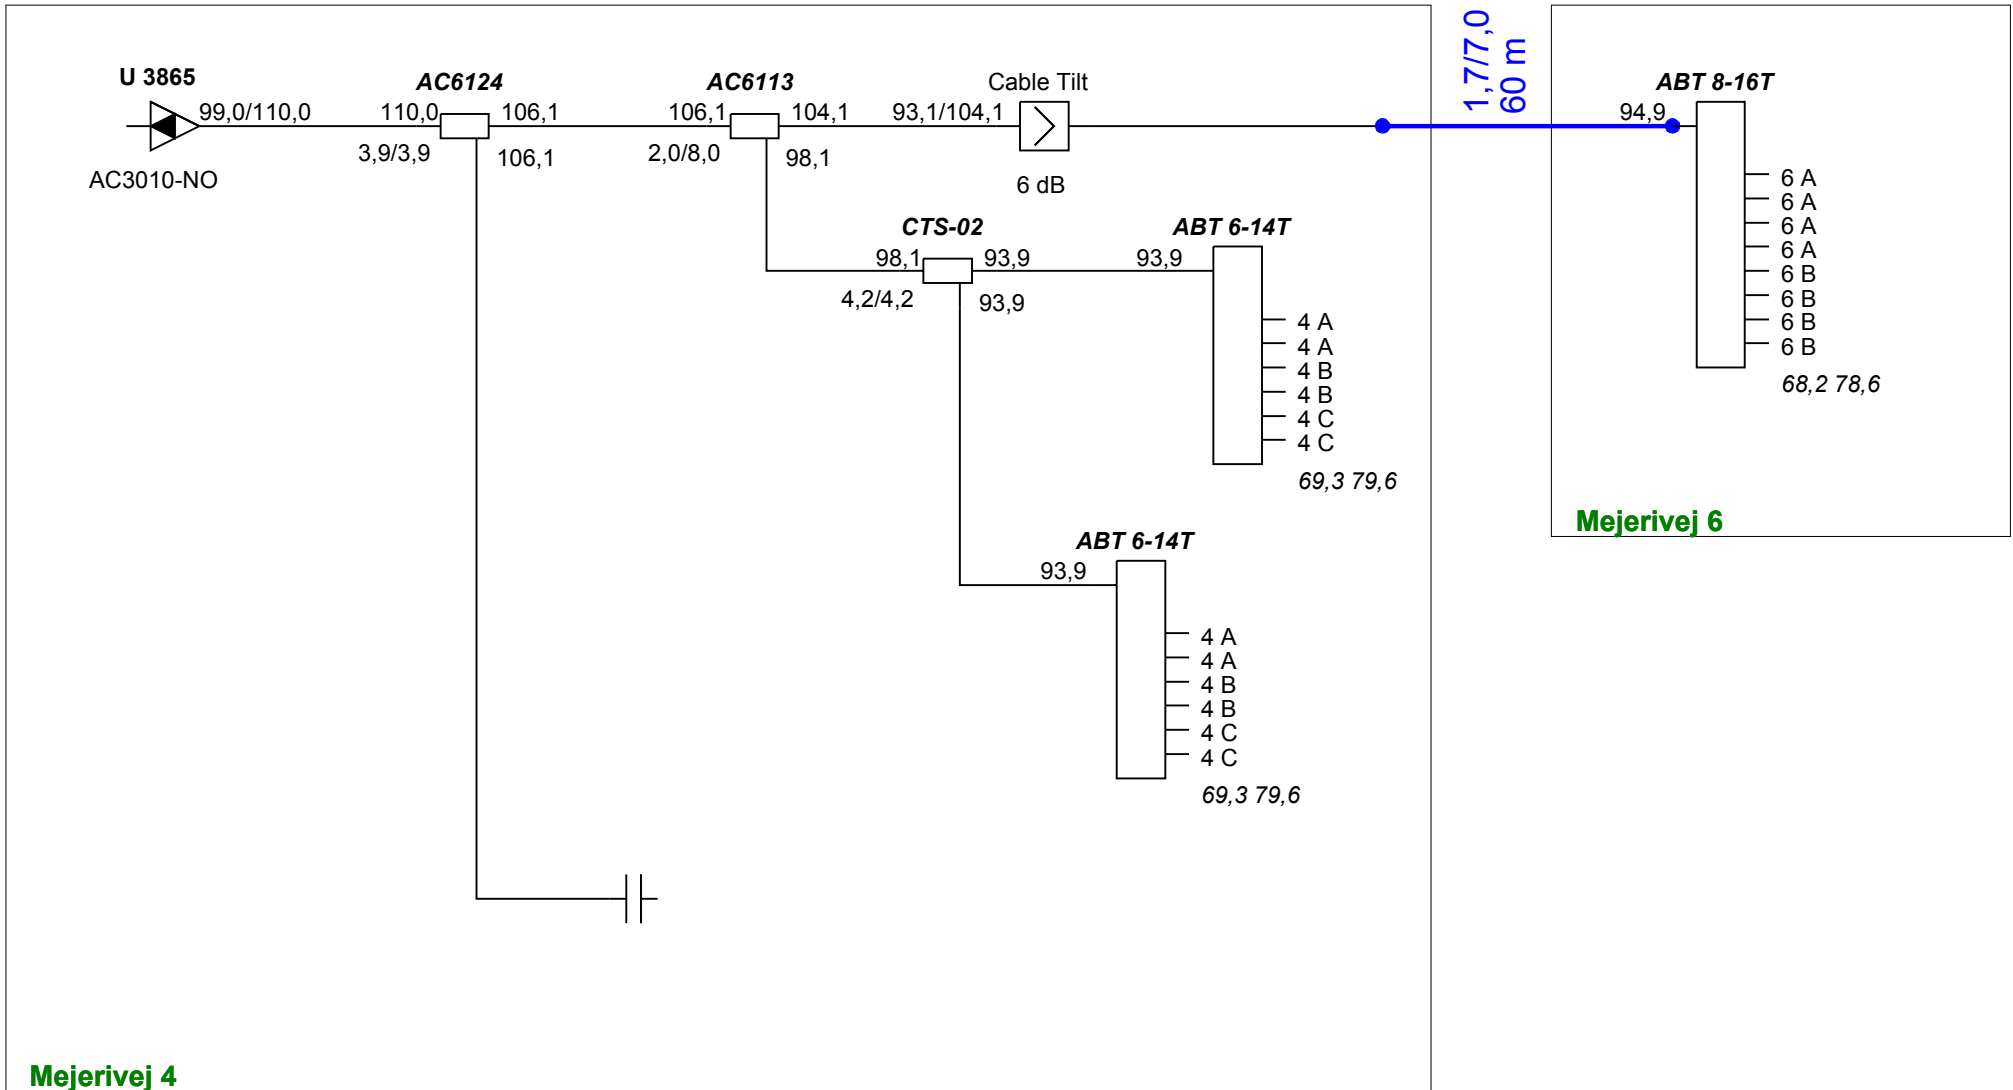 U 3865
99,0/110,0
AC3010-NO
AC6124
110,0
106,1
3,9/3,9
106,1
AC6113
106,1
104,1
2,0/8,0
98,1
Cable Tilt
93,1/104,1
6 dB
1,7/7,0
60 m
ABT 8-16T
94,9
6 A
6 A
6 A
6 A
6 B
6 B
6 B
6 B
68,2 78,6
Mejerivej 6
CTS-02
98,1
93,9
4,2/4,2
93,9
ABT 6-14T
93,9
4 A
4 A
4 B
4 B
4 C
4 C
69,3 79,6
ABT 6-14T
93,9
4 A
4 A
4 B
4 B
4 C
4 C
69,3 79,6
Mejerivej 4